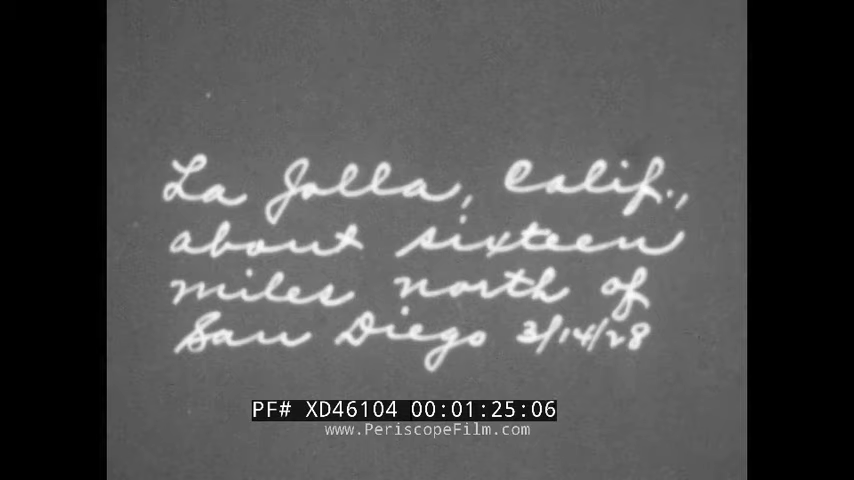 La Jolla, Calif.,
about sixteen
miles north of
San Diego 3/14/28
PF# XD46104 00:01:25:06
www.PeriscopeFilm.com